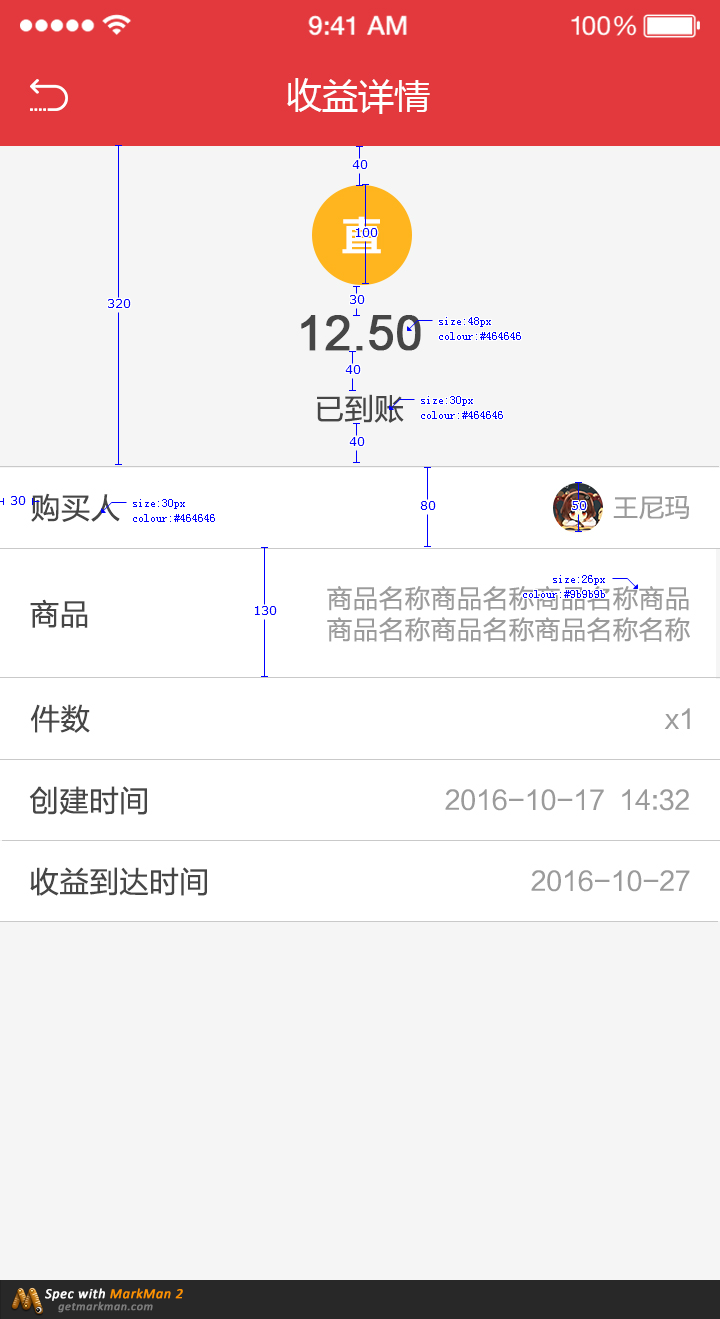 9:41 AM 100%
收益详情
40
直
100
320
30
12.50
size:48px
colour:#464646
40
已到账
size:30px
colour:#464646
40
30
购买人
size:30px
colour:#464646
80
50
王尼玛
130
商品
size:26px
colour:#9b9b9b
商品名称商品名称商品名称商品
商品名称商品名称商品名称名称
件数 x1
创建时间 2016-10-17 14:32
收益到达时间 2016-10-27
Spec with MarkMan 2
getmarkman.com